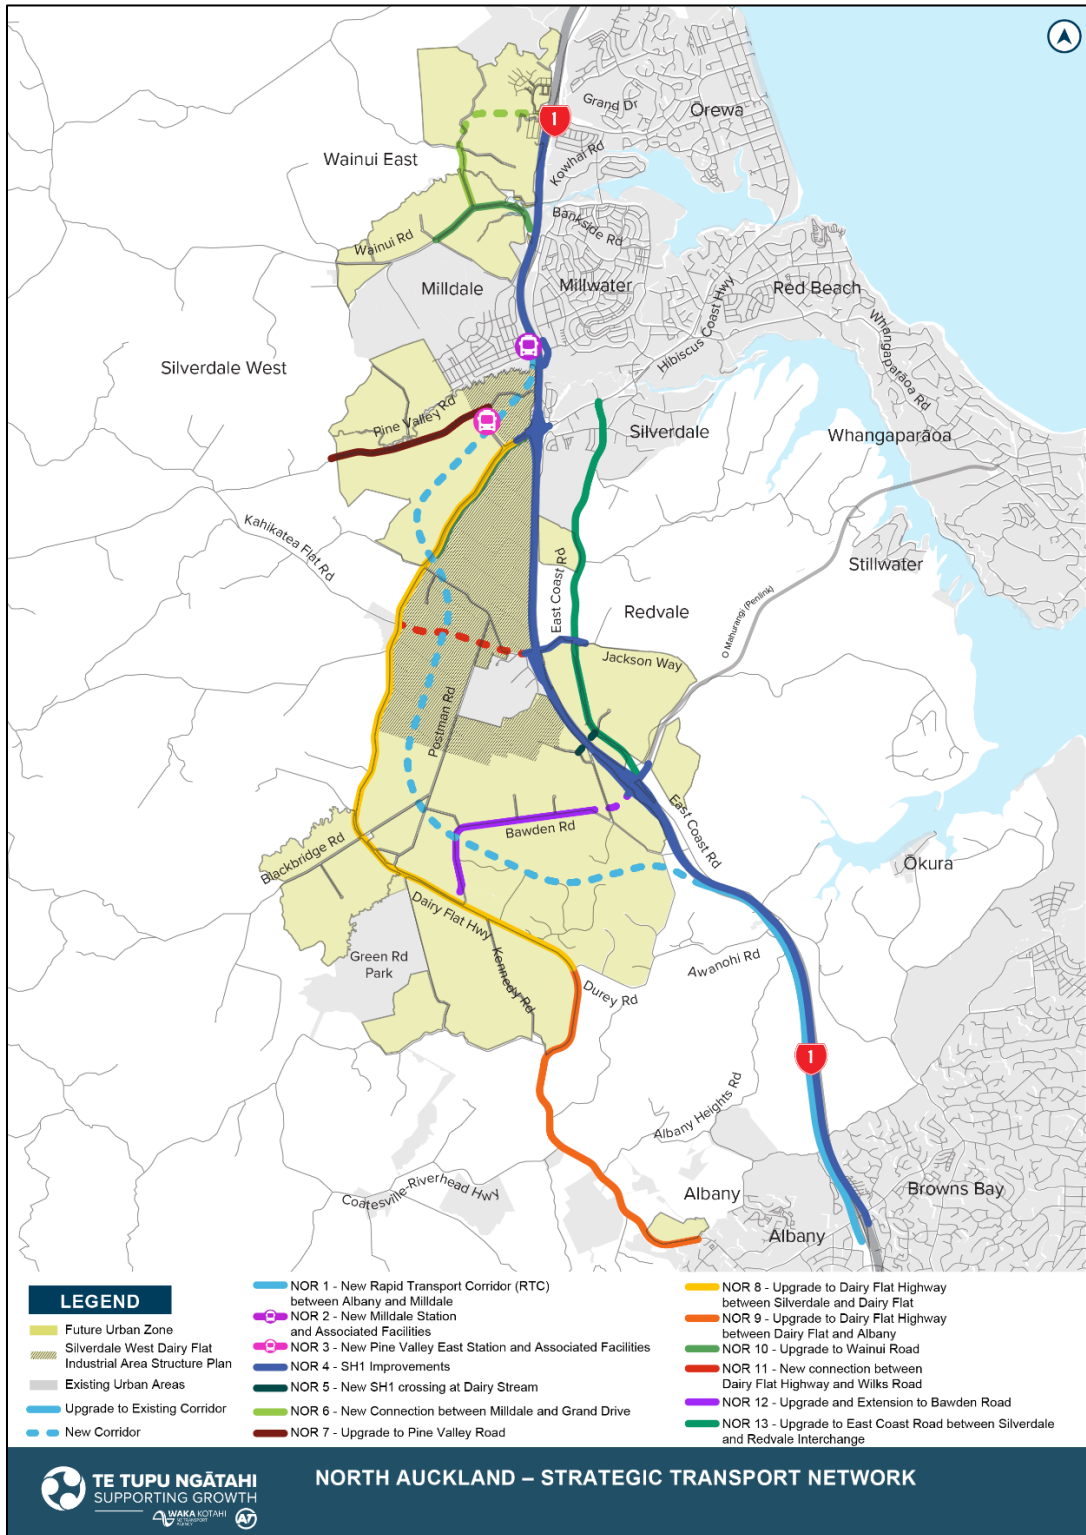 Grand Dr
Orewa
1
Kowhai Rd
Wainui East
Bankside Rd
Wainui Rd
Milldale
Millwater
Red Beach
Hibiscus Coast Hwy
Whangaparāoa Rd
Silverdale West
Pine Valley Rd
Silverdale
Whangaparāoa
Kahikatea Flat Rd
East Coast Rd
Stillwater
Redvale
O Mahurangi (Penlink)
Jackson Way
Postman Rd
East Coast Rd
Bawden Rd
Blackbridge Rd
Ōkura
Dairy Flat Hwy
Green Rd
Park
Kennedy Rd
Awanohi Rd
Durey Rd
1
Albany Heights Rd
Coatesville-Riverhead Hwy
Albany
Browns Bay
Albany
LEGEND
Future Urban Zone
Silverdale West Dairy Flat
Industrial Area Structure Plan
Existing Urban Areas
Upgrade to Existing Corridor
New Corridor
NOR 1 - New Rapid Transport Corridor (RTC)
between Albany and Milldale
NOR 2 - New Milldale Station
and Associated Facilities
NOR 3 - New Pine Valley East Station and Associated Facilities
NOR 4 - SH1 Improvements
NOR 5 - New SH1 crossing at Dairy Stream
NOR 6 - New Connection between Milldale and Grand Drive
NOR 7 - Upgrade to Pine Valley Road
NOR 8 - Upgrade to Dairy Flat Highway
between Silverdale and Dairy Flat
NOR 9 - Upgrade to Dairy Flat Highway
between Dairy Flat and Albany
NOR 10 - Upgrade to Wainui Road
NOR 11 - New connection between
Dairy Flat Highway and Wilks Road
NOR 12 - Upgrade and Extension to Bawden Road
NOR 13 - Upgrade to East Coast Road between Silverdale
and Redvale Interchange
TE TUPU NGĀTAHI
SUPPORTING GROWTH
WAKA KOTAHI
NZ TRANSPORT
AGENCY
AT
NORTH AUCKLAND – STRATEGIC TRANSPORT NETWORK